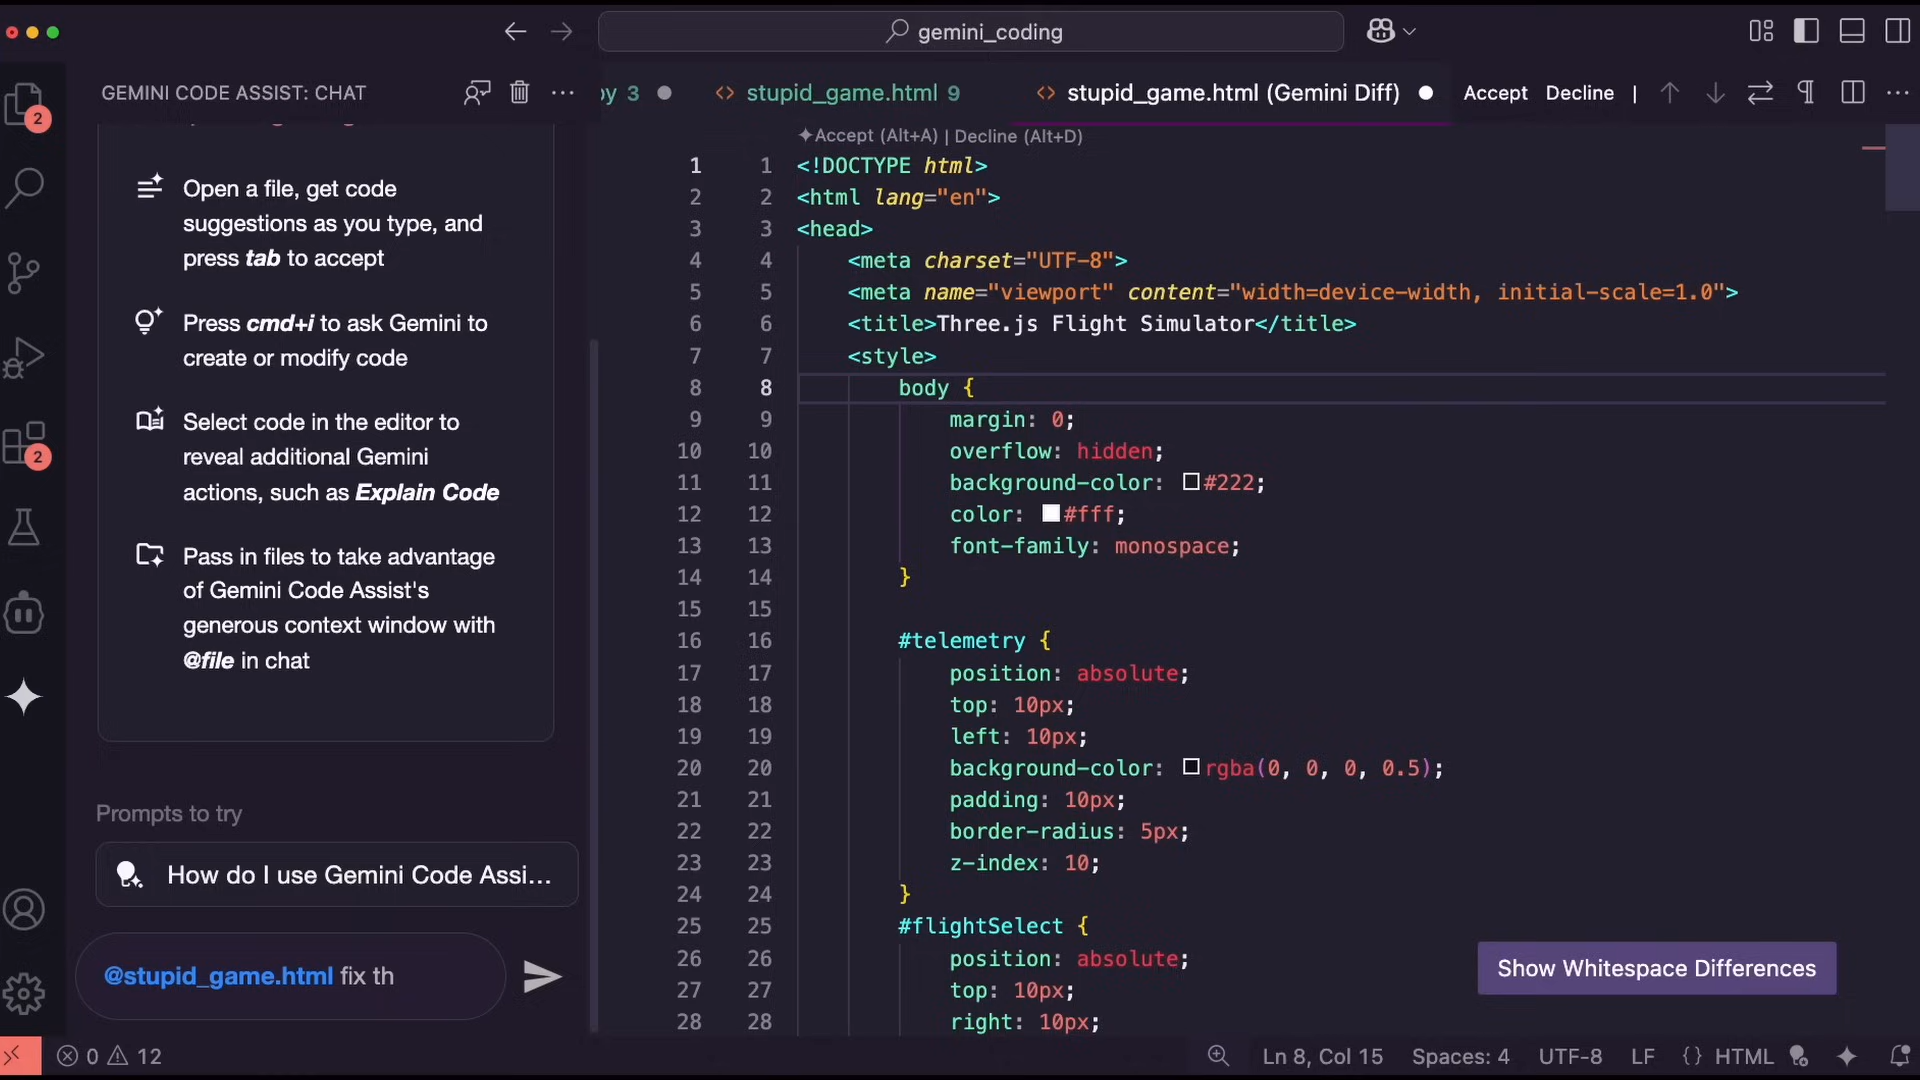 gemini_coding
GEMINI CODE ASSIST: CHAT
Open a file, get code
suggestions as you type, and
press tab to accept
Press cmd+i to ask Gemini to
create or modify code
Select code in the editor to
reveal additional Gemini
actions, such as Explain Code
Pass in files to take advantage
of Gemini Code Assist's
generous context window with
@file in chat
Prompts to try
How do I use Gemini Code Assi...
@stupid_game.html fix th
2
2
py 3
stupid_game.html 9
stupid_game.html (Gemini Diff)
Accept Decline |
Accept (Alt+A) | Decline (Alt+D)
1 1 <!DOCTYPE html>
2 2 <html lang="en">
3 3 <head>
4 4 <meta charset="UTF-8">
5 5 <meta name="viewport" content="width=device-width, initial-scale=1.0">
6 6 <title>Three.js Flight Simulator</title>
7 7 <style>
8 8 body {
9 9 margin: 0;
10 10 overflow: hidden;
11 11 background-color: #222;
12 12 color: #fff;
13 13 font-family: monospace;
14 14 }
15 15
16 16 #telemetry {
17 17 position: absolute;
18 18 top: 10px;
19 19 left: 10px;
20 20 background-color: rgba(0, 0, 0, 0.5);
21 21 padding: 10px;
22 22 border-radius: 5px;
23 23 z-index: 10;
24 24 }
25 25 #flightSelect {
26 26 position: absolute;
27 27 top: 10px;
28 28 right: 10px;
Show Whitespace Differences
0 12
Ln 8, Col 15 Spaces: 4 UTF-8 LF {} HTML